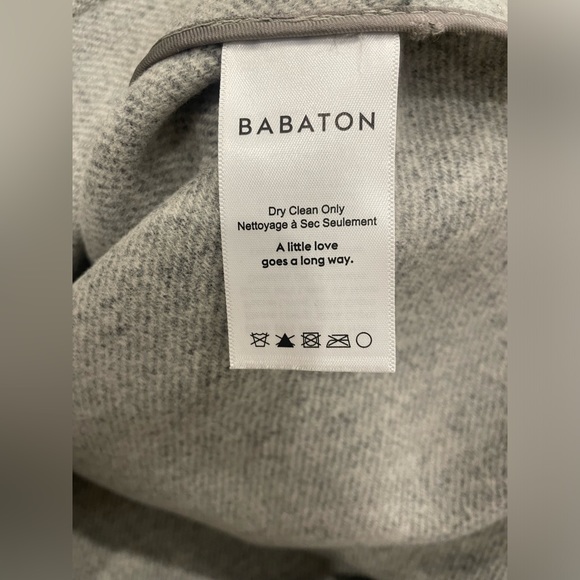 BABATON
Dry Clean Only
Nettoyage à Sec Seulement
A little love
goes a long way.